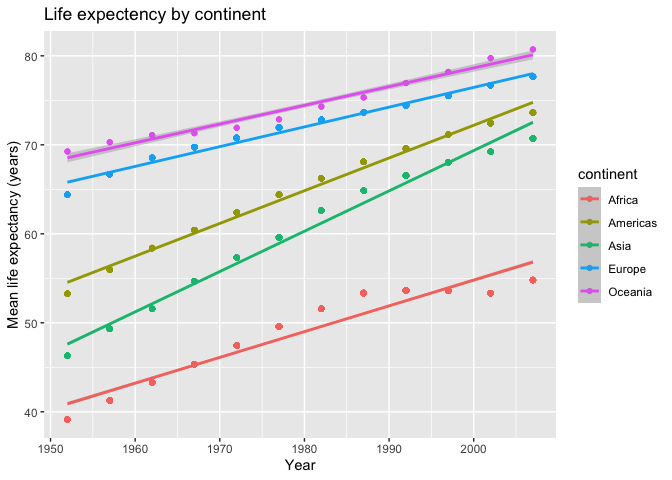 Life expectency by continent
Mean life expectancy (years)
80
70
60
50
40
1950
1960
1970
1980
1990
2000
Year
continent
Africa
Americas
Asia
Europe
Oceania